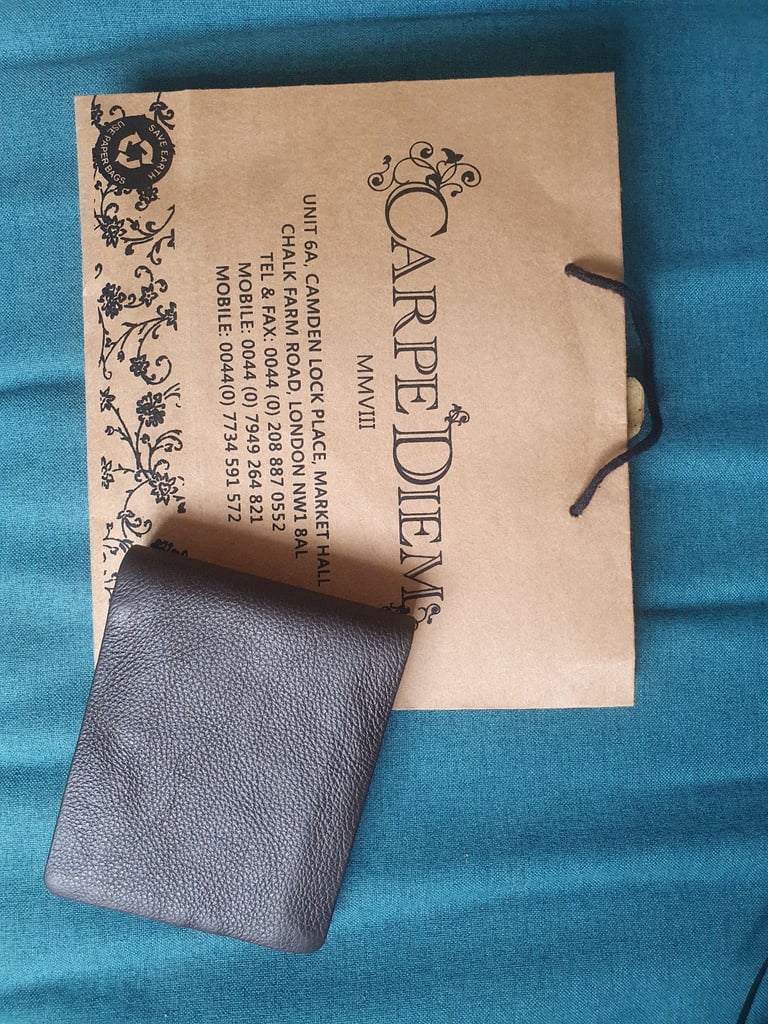 CARPE DIEM
MMVIII
UNIT 6A, CAMDEN LOCK PLACE, MARKET HALL
CHALK FARM ROAD, LONDON NW1 8AL
TEL & FAX: 0044 (0) 208 887 0552
MOBILE: 0044 (0) 7949 264 821
MOBILE: 0044(0) 7734 591 572
SAVE EARTH
USE PAPER BAGS